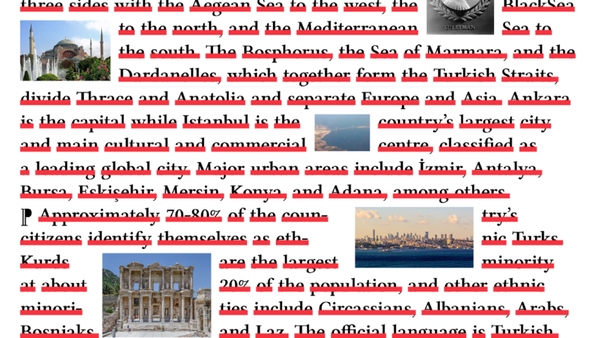 three sides with the Aegean Sea to the west, the BlackSea
to the north, and the Mediterranean Sea to
the south. The Bosphorus, the Sea of Marmara, and the
Dardanelles, which together form the Turkish Straits,
divide Thrace and Anatolia and separate Europe and Asia. Ankara
is the capital while Istanbul is the country's largest city
and main cultural and commercial centre, classified as
a leading global city. Major urban areas include İzmir, Antalya,
Bursa, Eskişehir, Mersin, Konya, and Adana, among others.
¶ Approximately 70-80% of the coun- try's
citizens identify themselves as eth- nic Turks.
Kurds are the largest minority
at about 20% of the population, and other ethnic
minori- ties include Circassians, Albanians, Arabs,
Bosniaks and Laz. The official language is Turkish.